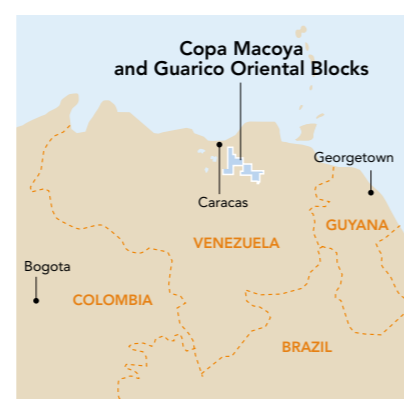 Copa Macoya
and Guarico Oriental Blocks
Georgetown
Caracas
GUYANA
VENEZUELA
Bogota
COLOMBIA
BRAZIL